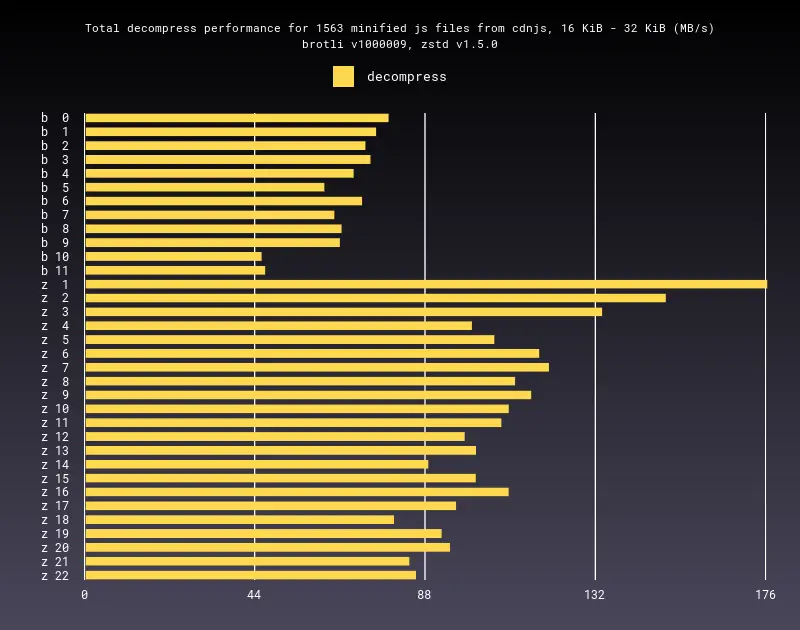 Total decompress performance for 1563 minified js files from cdnjs, 16 KiB - 32 KiB (MB/s)
brotli v1000009, zstd v1.5.0
decompress
b 0
b 1
b 2
b 3
b 4
b 5
b 6
b 7
b 8
b 9
b 10
b 11
z 1
z 2
z 3
z 4
z 5
z 6
z 7
z 8
z 9
z 10
z 11
z 12
z 13
z 14
z 15
z 16
z 17
z 18
z 19
z 20
z 21
z 22
0 44 88 132 176